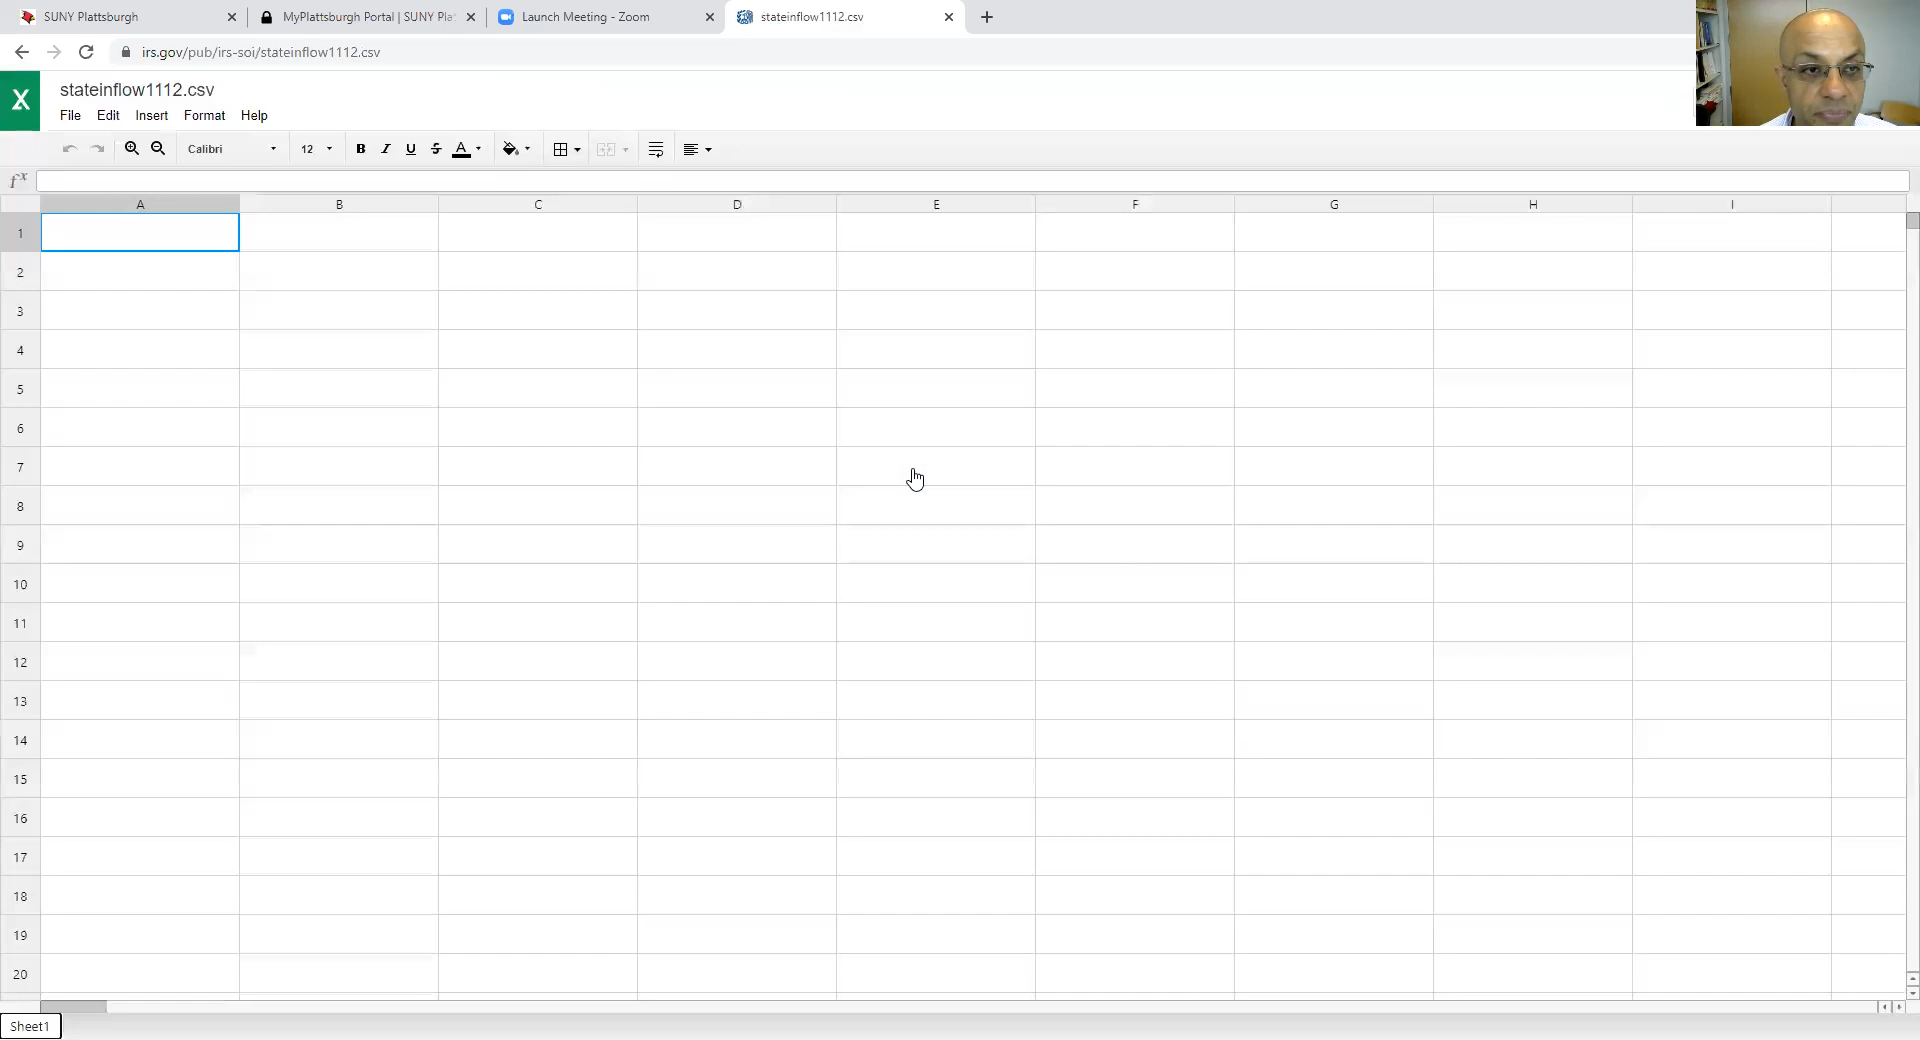 SUNY Plattsburgh
MyPlattsburgh Portal | SUNY Pla
Launch Meeting - Zoom
stateinflow1112.csv
irs.gov/pub/irs-soi/stateinflow1112.csv
X
stateinflow1112.csv
File Edit Insert Format Help
Calibri 12 B I U S A
fx
A B C D E F G H I
1
2
3
4
5
6
7
8
9
10
11
12
13
14
15
16
17
18
19
20
Sheet1